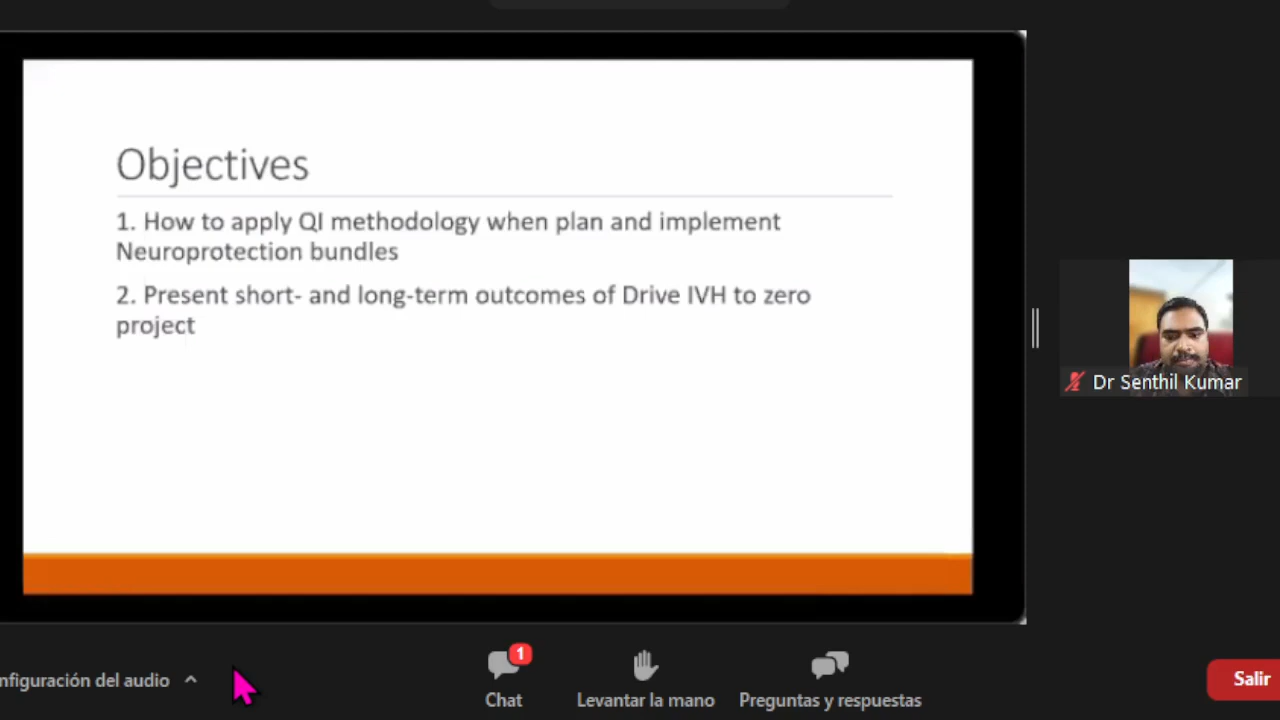 Objectives
1. How to apply QI methodology when plan and implement
Neuroprotection bundles
2. Present short- and long-term outcomes of Drive IVH to zero
project
Dr Senthil Kumar
nfiguración del audio
1
Chat
Levantar la mano
Preguntas y respuestas
Salir